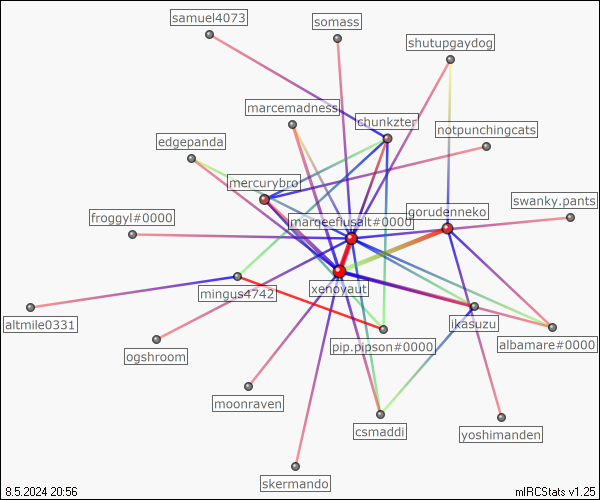 samuel4073
somass
shutupgaydog
marcemadness
chunkzter
notpunchingcats
edgepanda
mercurybro
swanky.pants
froggyl#0000
marqeeflusalt#0000
gorudenneko
xenoyaut
mingus4742
altmile0331
ikasuzu
ogshroom
pip.pipson#0000
albamare#0000
moonraven
csmaddi
yoshimanden
skermando
8.5.2024 20:56
mIRCStats v1.25